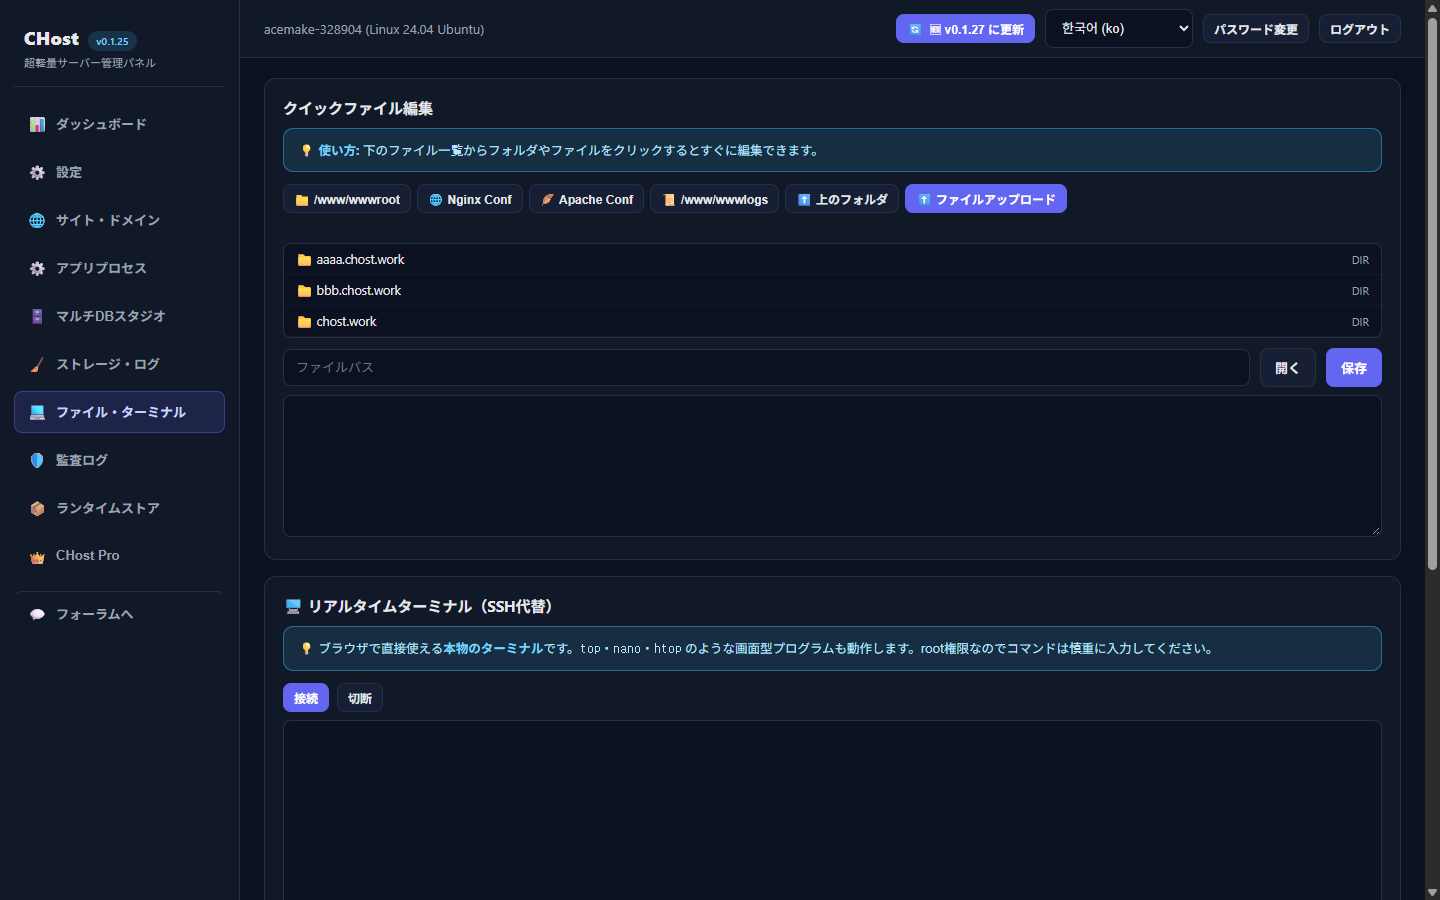 CHost v0.1.25
超軽量サーバー管理パネル
ダッシュボード
設定
サイト・ドメイン
アプリプロセス
マルチDBスタジオ
ストレージ・ログ
ファイル・ターミナル
監査ログ
ランタイムストア
CHost Pro
フォーラムへ
acemake-328904 (Linux 24.04 Ubuntu)
v0.1.27 に更新
한국어 (ko)
パスワード変更
ログアウト
クイックファイル編集
使い方: 下のファイル一覧からフォルダやファイルをクリックするとすぐに編集できます。
/www/wwwroot
Nginx Conf
Apache Conf
/www/wwwlogs
上のフォルダ
ファイルアップロード
aaaa.chost.work DIR
bbb.chost.work DIR
chost.work DIR
ファイルパス
開く
保存
リアルタイムターミナル（SSH代替）
ブラウザで直接使える本物のターミナルです。top・nano・htop のような画面型プログラムも動作します。root権限なのでコマンドは慎重に入力してください。
接続
切断